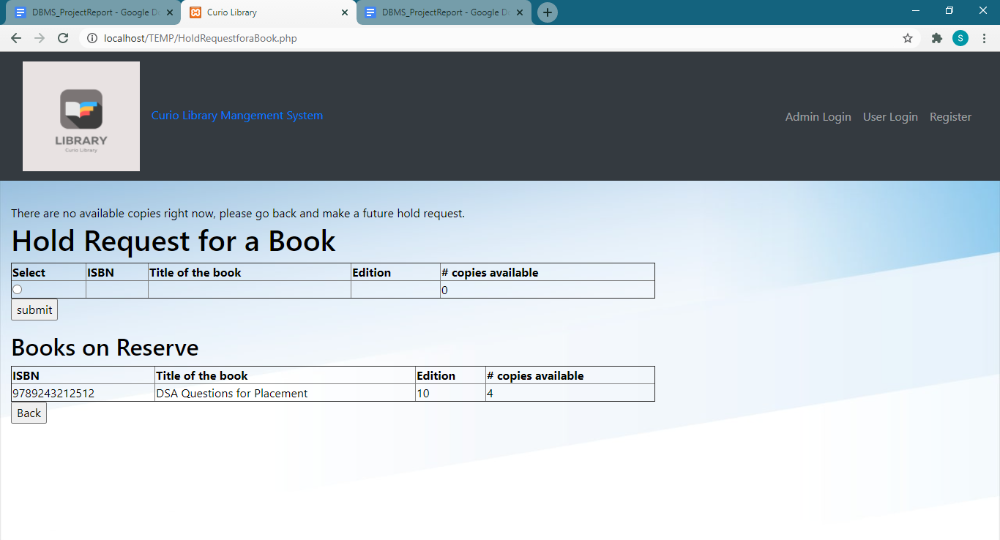 DBMS_ProjectReport - Google D
Curio Library
DBMS_ProjectReport - Google D
localhost/TEMP/HoldRequestforaBook.php
S
LIBRARY
Curio Library
Curio Library Mangement System
Admin Login User Login Register
There are no available copies right now, please go back and make a future hold request.
Hold Request for a Book
Select ISBN Title of the book Edition # copies available
0
submit
Books on Reserve
ISBN Title of the book Edition # copies available
9789243212512 DSA Questions for Placement 10 4
Back